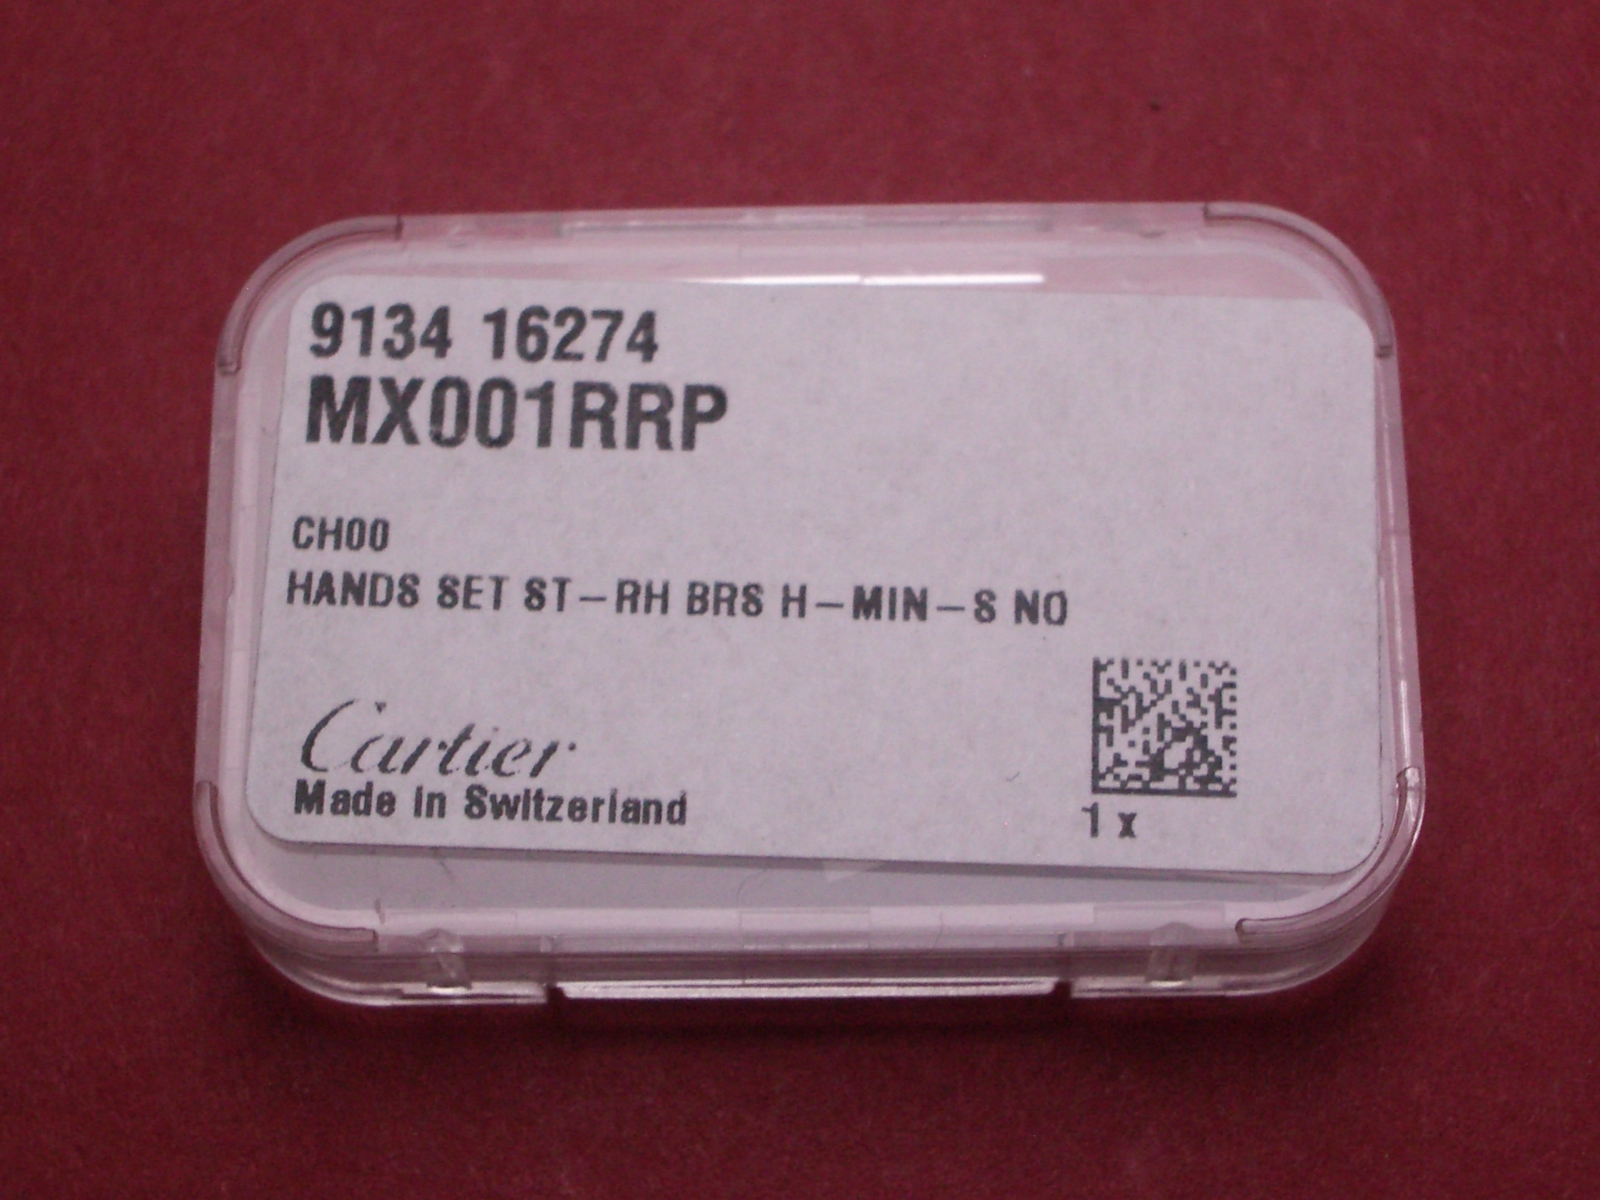 9134 16274
MX001RRP
CH00
HANDS SET ST-RH BRS H-MIN-S NO
Cartier
Made in Switzerland
1 x